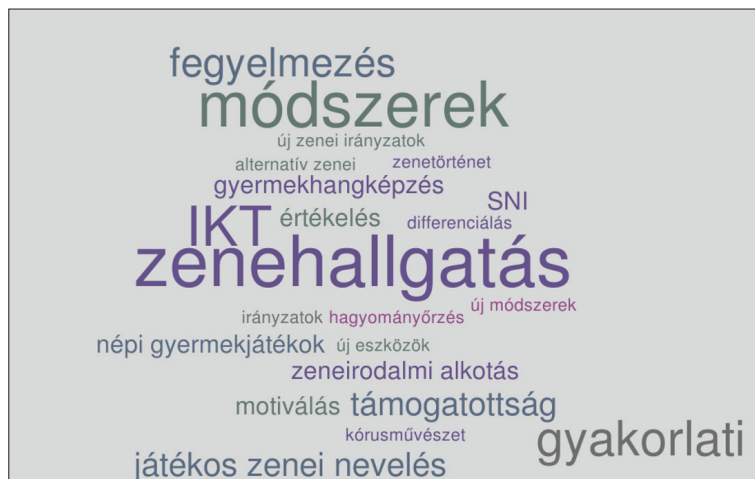 fegyelmezés
módszerek
új zenei irányzatok
alternatív zenei zenetörténet
gyermekhangképzés
SNI
IKT értékelés differenciálás
zenehallgatás
új módszerek
irányzatok hagyományőrzés
népi gyermekjátékok új eszközök
zeneirodalmi alkotás
motiválás támogatottság
kórusművészet
gyakorlati
játékos zenei nevelés